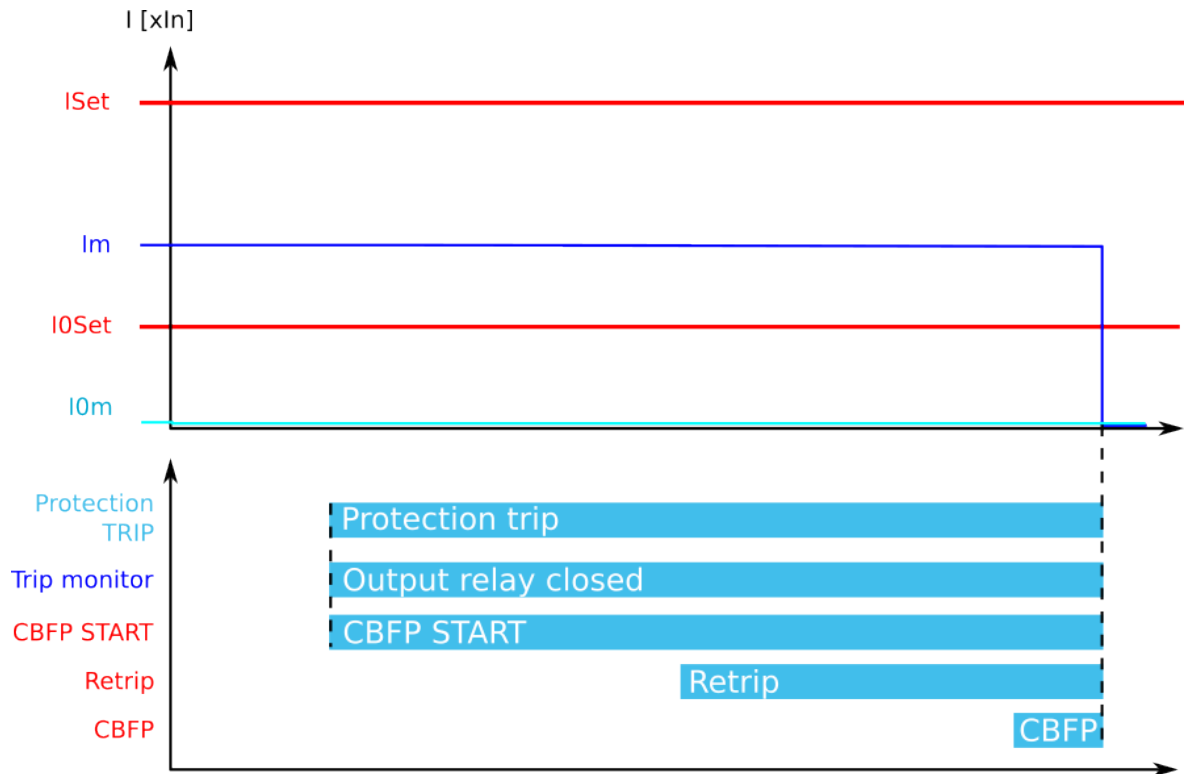 I [xIn]
ISet
Im
I0Set
I0m
Protection
TRIP
Protection trip
Trip monitor
Output relay closed
CBFP START
CBFP START
Retrip
Retrip
CBFP
CBFP